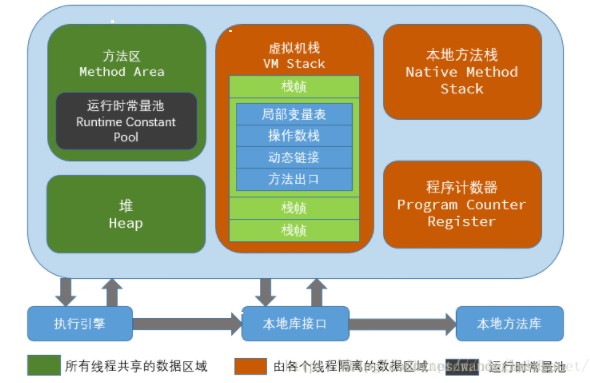 方法区
Method Area
运行时常量池
Runtime Constant
Pool
堆
Heap
虚拟机栈
VM Stack
栈帧
局部变量表
操作数栈
动态链接
方法出口
栈帧
栈帧
本地方法栈
Native Method
Stack
程序计数器
Program Counter
Register
执行引擎
本地库接口
本地方法库
所有线程共享的数据区域
由各个线程隔离的数据区域
运行时常量池